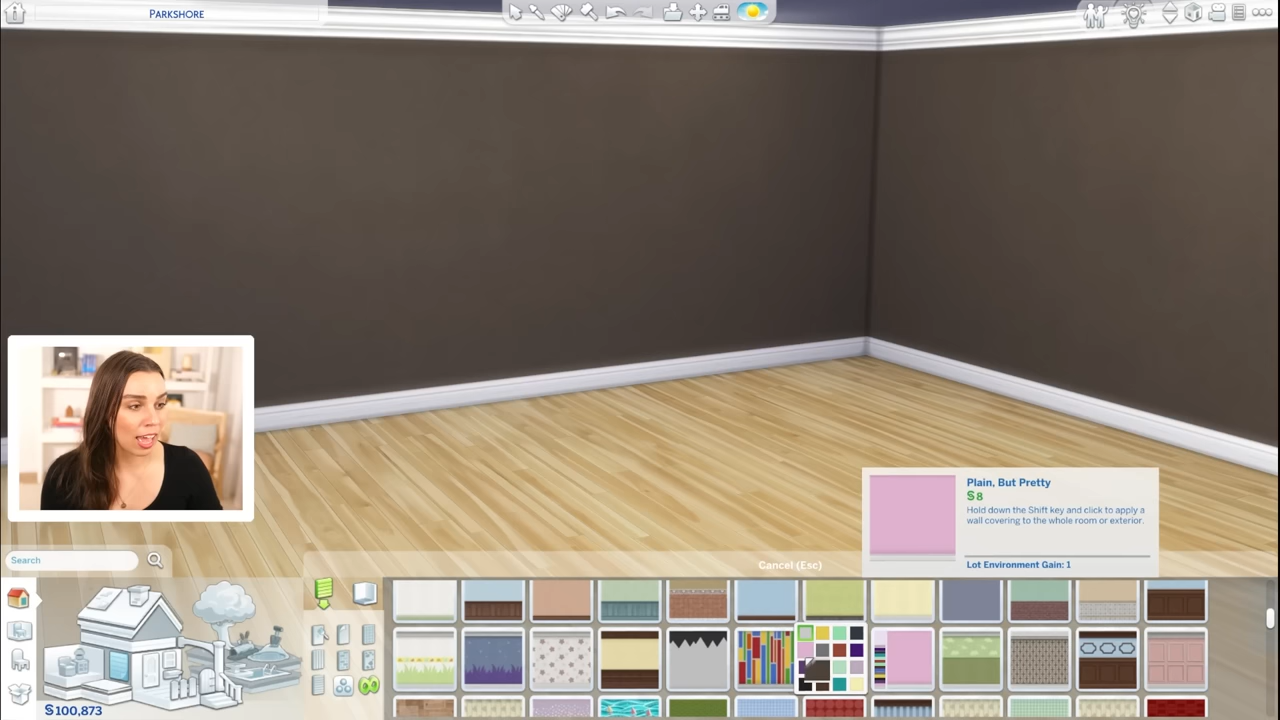 PARKSHORE
Plain, But Pretty
§8
Hold down the Shift key and click to apply a
wall covering to the whole room or exterior.
Lot Environment Gain: 1
Search
Cancel (Esc)
§100,873